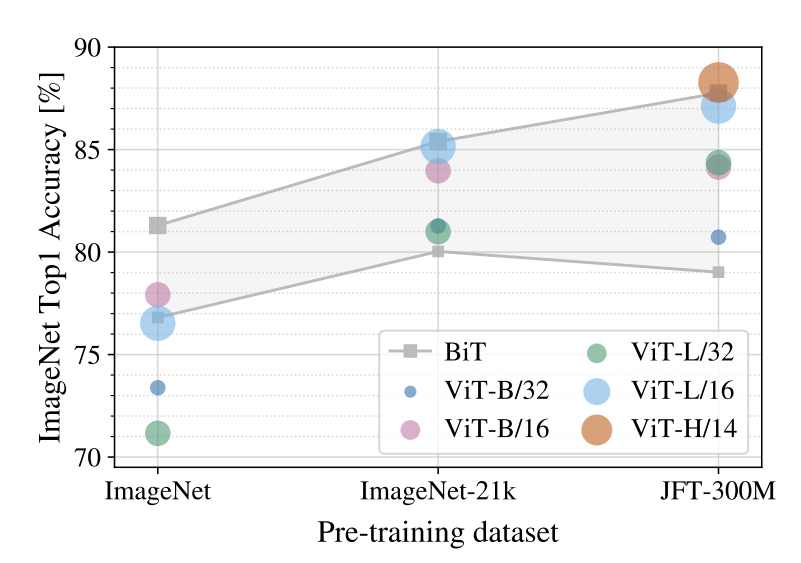 ImageNet Top1 Accuracy [%]
90
85
80
75
70
BiT
ViT-B/32
ViT-B/16
ViT-L/32
ViT-L/16
ViT-H/14
ImageNet
ImageNet-21k
JFT-300M
Pre-training dataset